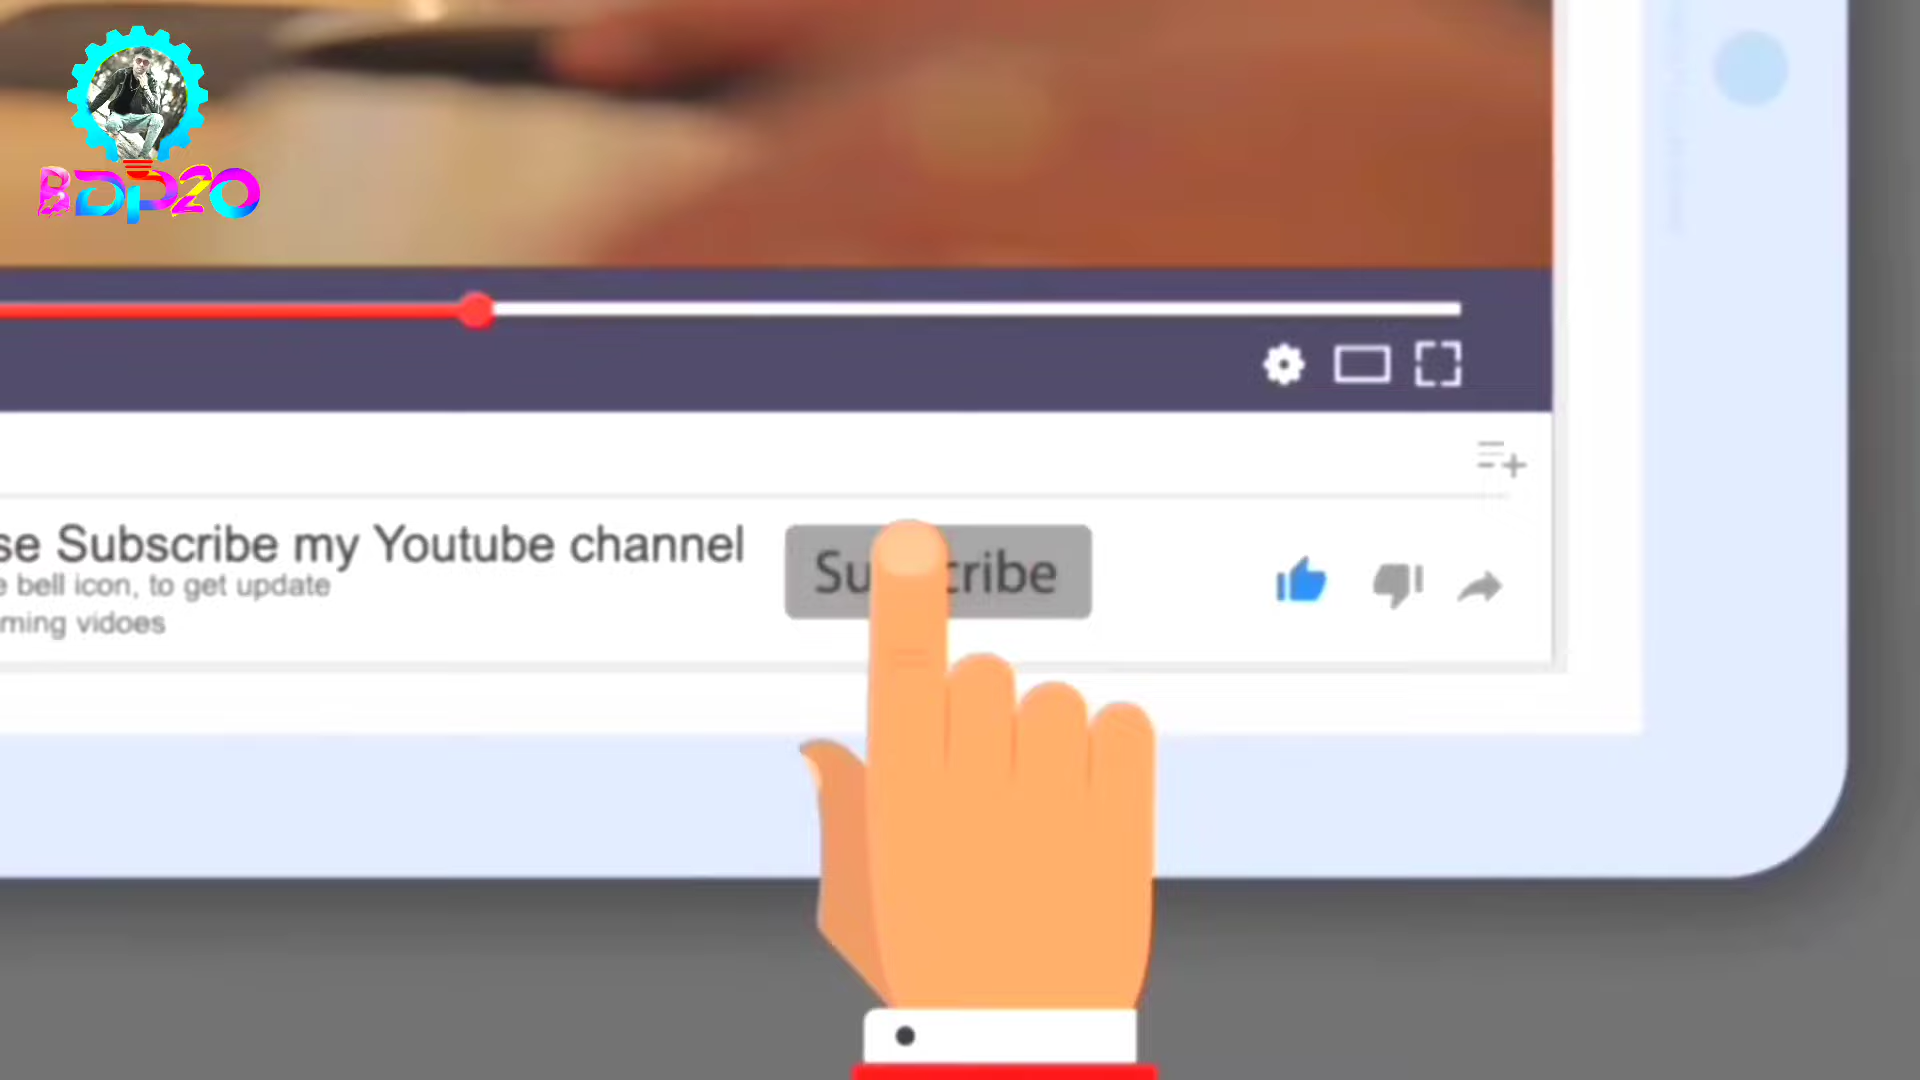 BDP20
se Subscribe my Youtube channel
e bell icon, to get update
ming vidoes
Su cribe